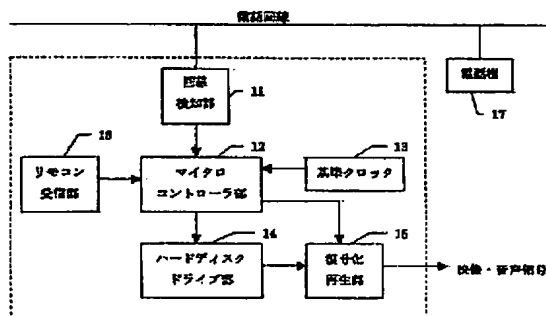 電話回線
回線
検知部
11
電話機
17
18
12
13
リモコン
受信部
マイクロ
コントローラ部
基準クロック
14
15
ハードディスク
ドライブ部
復号化
再生部
映像・音声信号